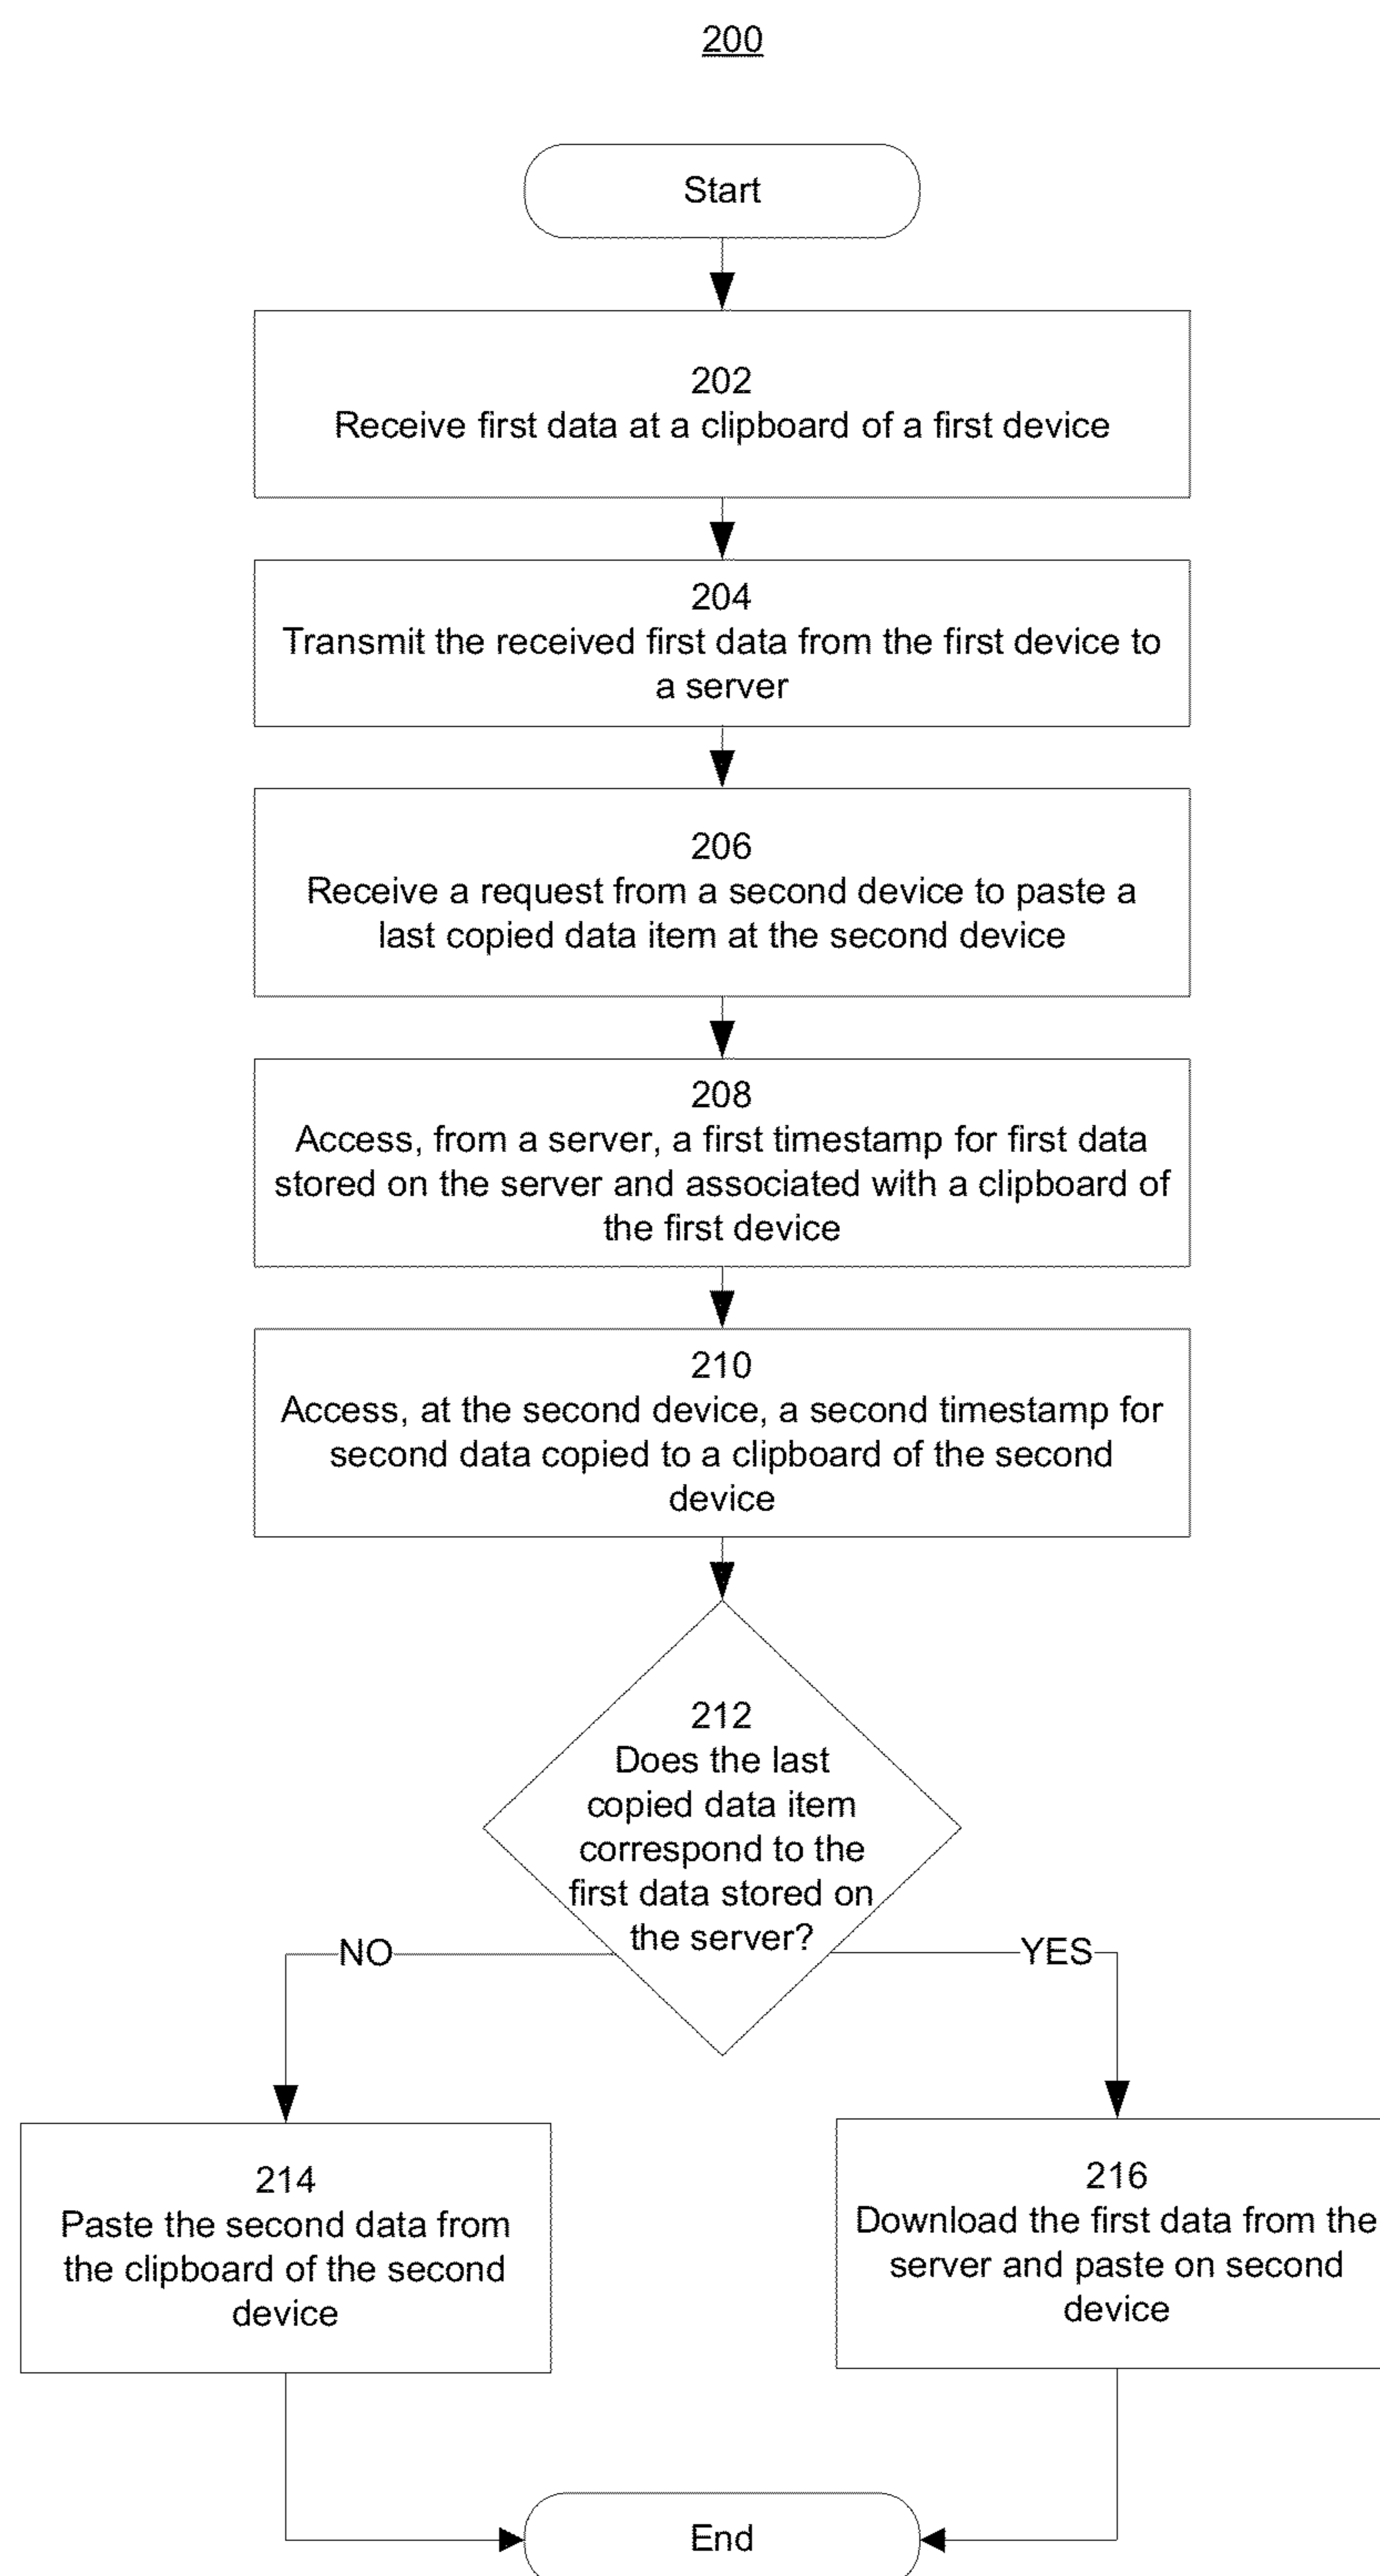 200
Start
202
Receive first data at a clipboard of a first device
204
Transmit the received first data from the first device to
a server
206
Receive a request from a second device to paste a
last copied data item at the second device
208
Access, from a server, a first timestamp for first data
stored on the server and associated with a clipboard of
the first device
210
Access, at the second device, a second timestamp for
second data copied to a clipboard of the second
device
212
Does the last
copied data item
correspond to the
first data stored on
the server?
NO
YES
214
Paste the second data from
the clipboard of the second
device
216
Download the first data from the
server and paste on second
device
End